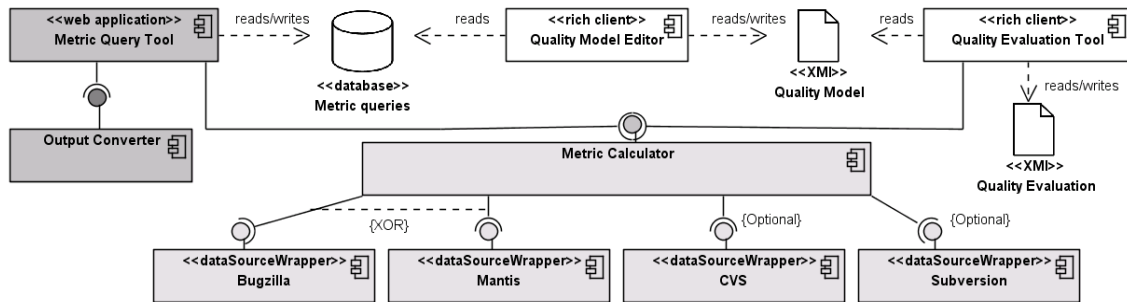 <<web application>>
Metric Query Tool
reads/writes
<<database>>
Metric queries
reads
<<rich client>>
Quality Model Editor
reads/writes
<<XMI>>
Quality Model
reads
<<rich client>>
Quality Evaluation Tool
reads/writes
<<XMI>>
Quality Evaluation
Output Converter
Metric Calculator
{XOR}
{Optional}
{Optional}
<<dataSourceWrapper>>
Bugzilla
<<dataSourceWrapper>>
Mantis
<<dataSourceWrapper>>
CVS
<<dataSourceWrapper>>
Subversion